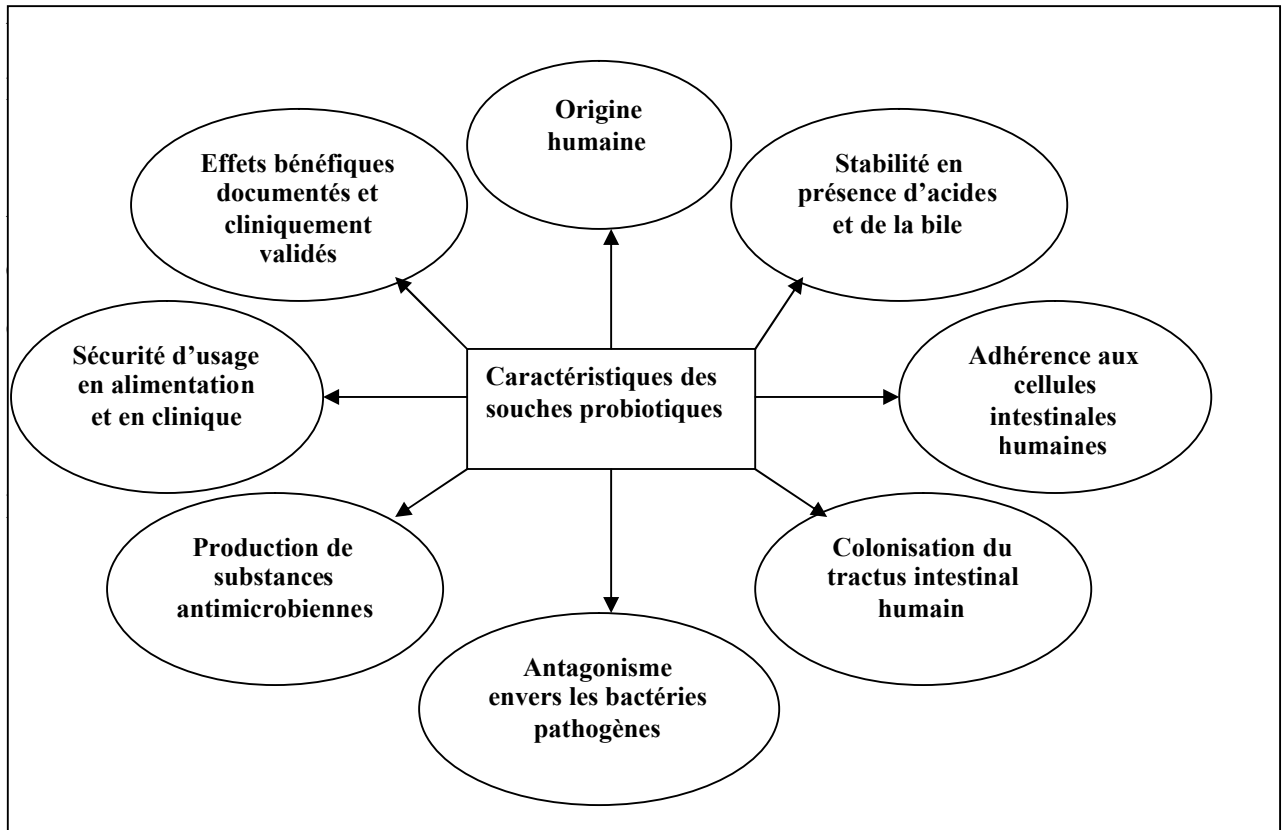 Origine
humaine
Effets bénéfiques
documentés et
cliniquement
validés
Stabilité en
présence d'acides
et de la bile
Sécurité d'usage
en alimentation
et en clinique
Caractéristiques des
souches probiotiques
Adhérence aux
cellules
intestinales
humaines
Production de
substances
antimicrobiennes
Colonisation du
tractus intestinal
humain
Antagonisme
envers les bactéries
pathogènes